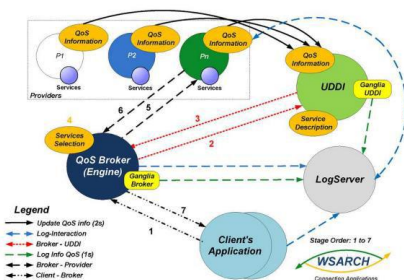 QoS
Information
QoS
Information
QoS
Information
P1
P2
Pn
Services
Services
Services
Providers
QoS
Information
UDDI
Ganglia
UDDI
Service
Description
6
5
4
3
2
Services
Selection
QoS Broker
(Engine)
Ganglia
Broker
LogServer
7
1
Client's
Application
Legend
Update QoS info (2s)
Log-Interaction
Broker - UDDI
Log Info QoS (1s)
Broker - Provider
Client - Broker
Stage Order: 1 to 7
WSARCH
Connection Applications